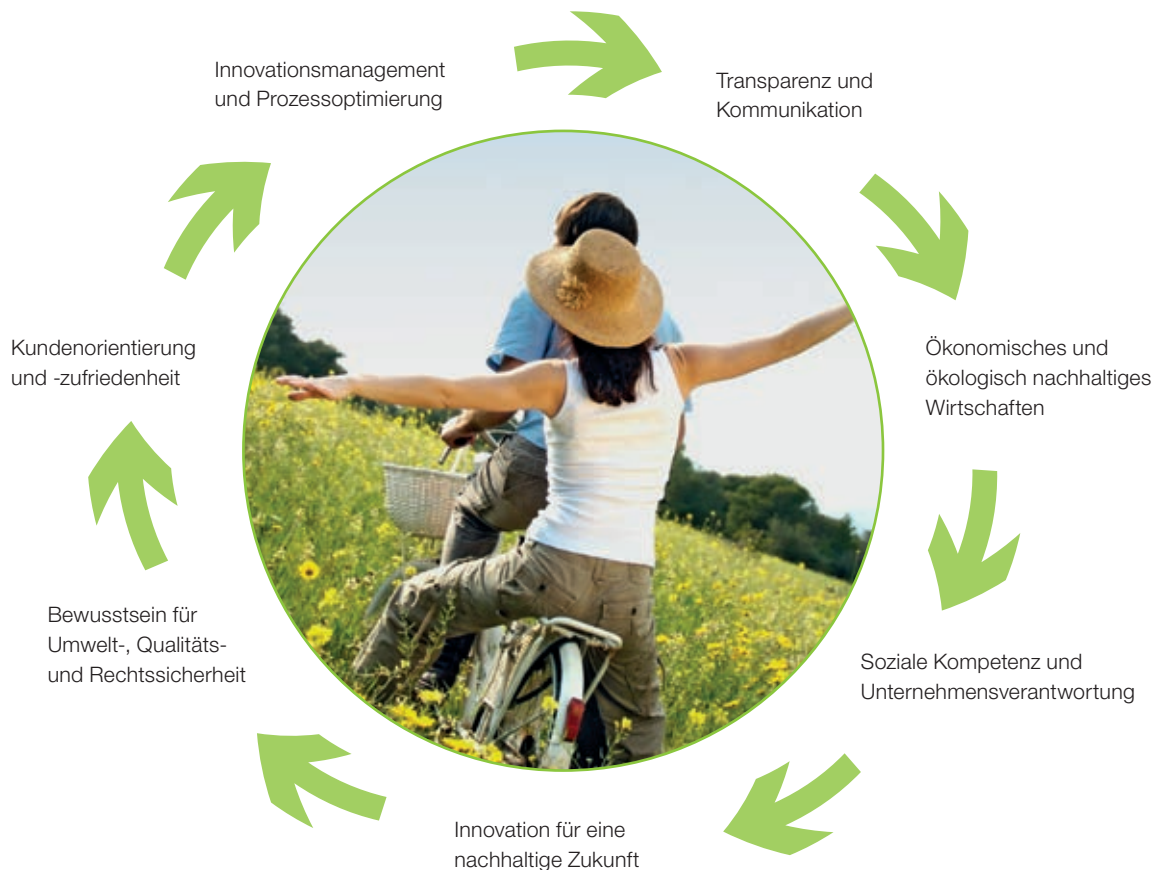 Innovationsmanagement
und Prozessoptimierung
Transparenz und
Kommunikation
Ökonomisches und
ökologisch nachhaltiges
Wirtschaften
Soziale Kompetenz und
Unternehmensverantwortung
Innovation für eine
nachhaltige Zukunft
Bewusstsein für
Umwelt-, Qualitäts-
und Rechtssicherheit
Kundenorientierung
und -zufriedenheit